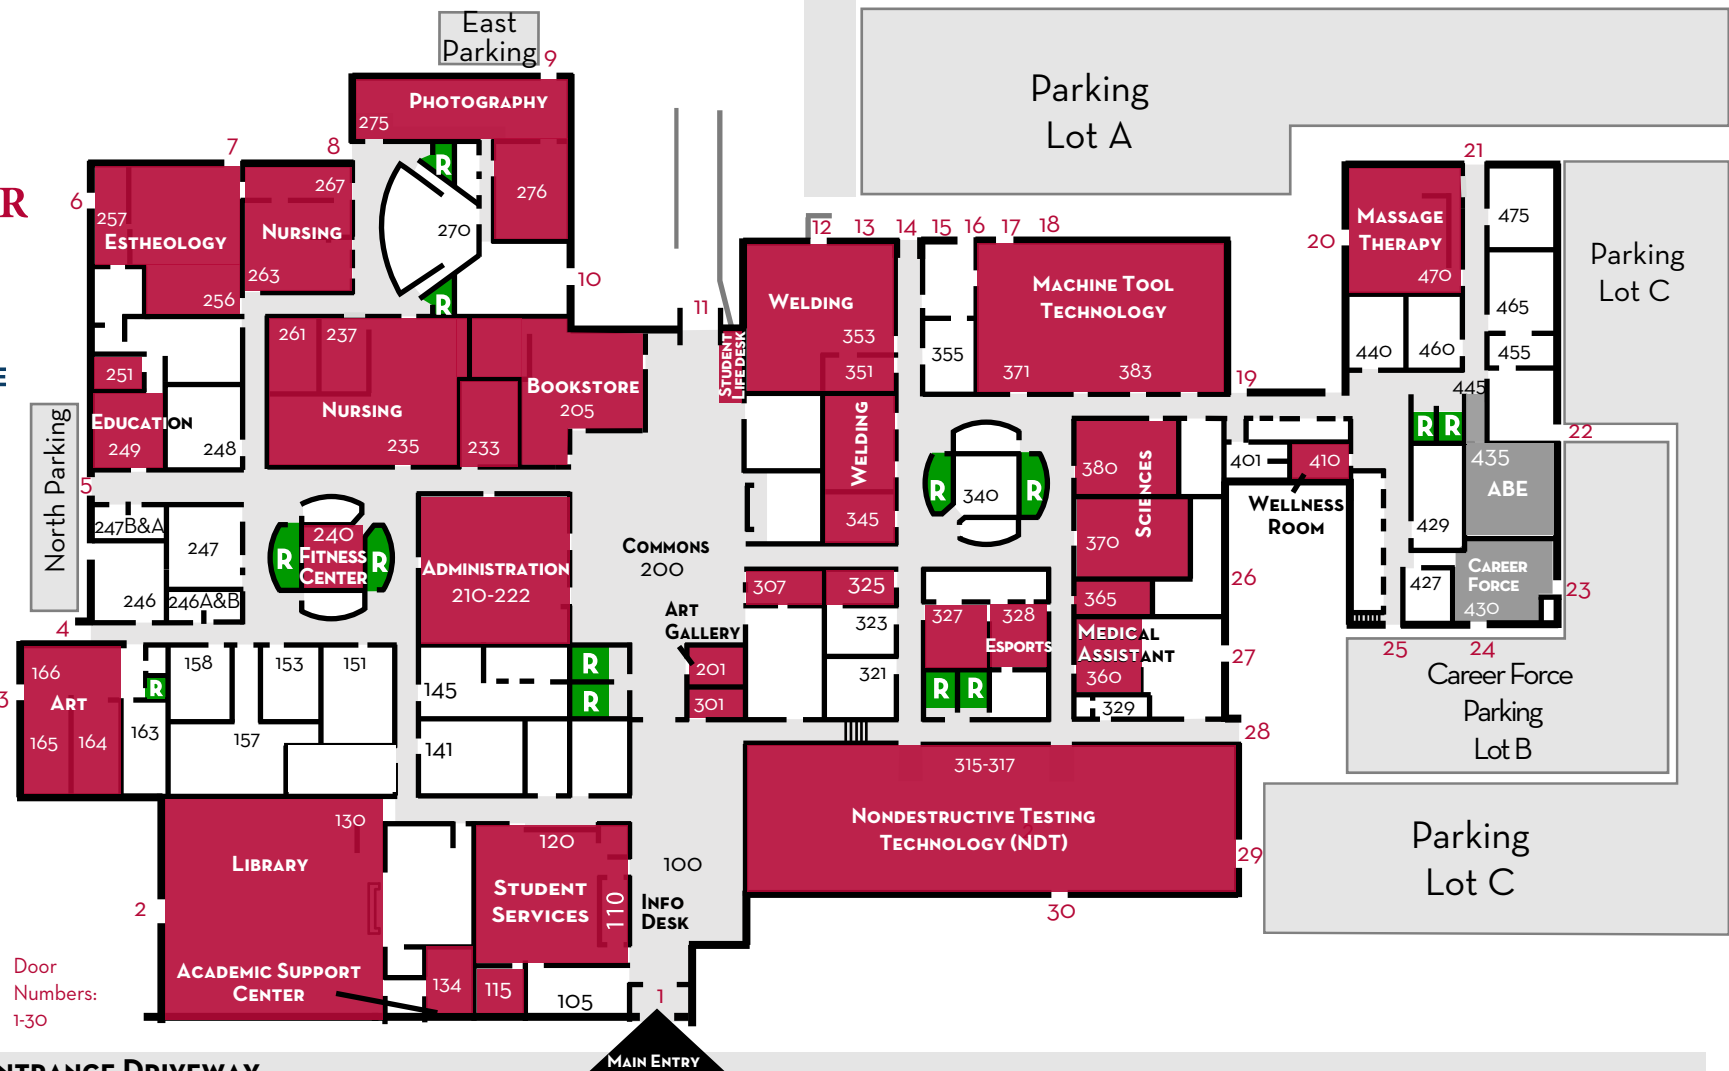 East
Parking
9
Parking
Lot A
PHOTOGRAPHY
275
R
276
270
R
10
7
8
6
R
257
ESTHEOLOGY
256
267
NURSING
263
21
20
MASSAGE
THERAPY
470
475
465
455
440
460
445
Parking
Lot C
11
12
13
14
15
16
17
18
WELDING
353
351
STUDENT
LIFE DESK
355
MACHINE TOOL
TECHNOLOGY
371
383
19
E
251
EDUCATION
249
248
261
237
NURSING
235
233
BOOKSTORE
205
North Parking
5
WELDING
345
R
340
R
380
SCIENCES
370
365
401
410
WELLNESS
ROOM
R
R
22
435
ABE
429
CAREER
FORCE
430
427
23
247B&A
247
246
246A&B
R
240
FITNESS
CENTER
R
ADMINISTRATION
210-222
COMMONS
200
ART
GALLERY
201
301
307
325
323
321
327
328
ESPORTS
R
R
MEDICAL
ASSISTANT
360
329
26
27
28
25
24
Career Force
Parking
Lot B
4
3
166
ART
165
164
R
163
158
153
151
157
145
141
R
R
315-317
NONDESTRUCTIVE TESTING
TECHNOLOGY (NDT)
2
29
30
Parking
Lot C
130
LIBRARY
2
ACADEMIC SUPPORT
CENTER
134
115
105
120
STUDENT
SERVICES
110
100
INFO
DESK
1
Door
Numbers:
1-30
MAIN ENTRY
NTRANCE DRIVEWAY